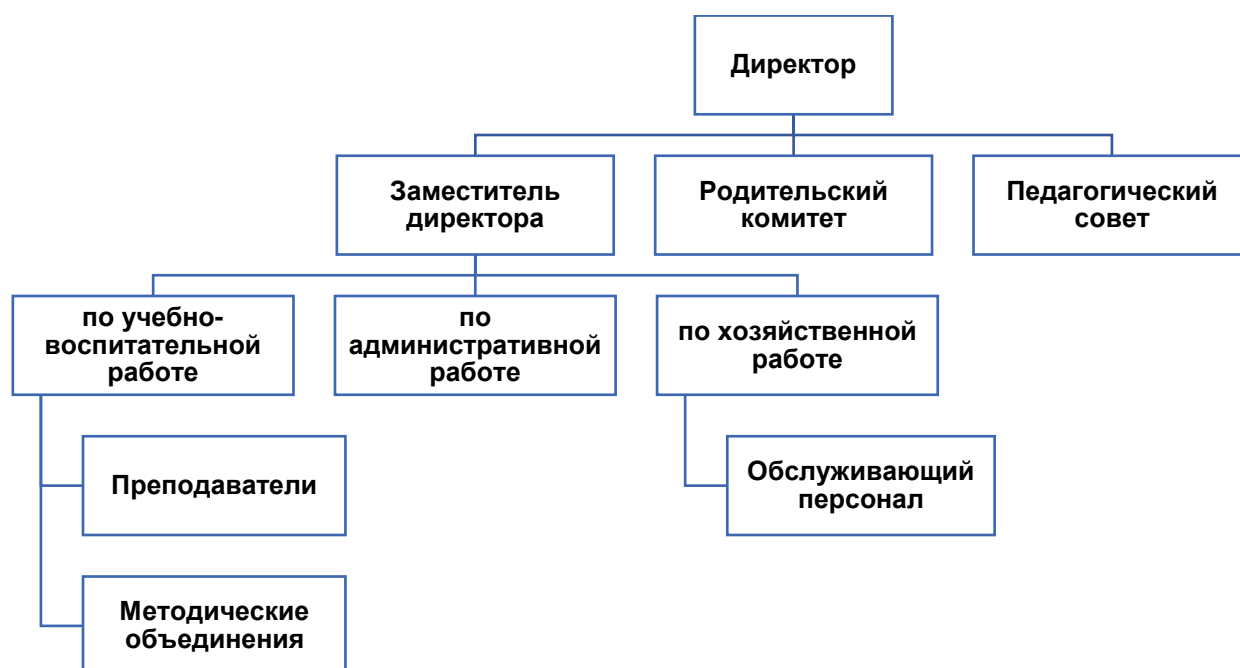 Директор
Заместитель
директора
Родительский
комитет
Педагогический
совет
по учебно-
воспитательной
работе
по
административной
работе
по хозяйственной
работе
Преподаватели
Обслуживающий
персонал
Методические
объединения